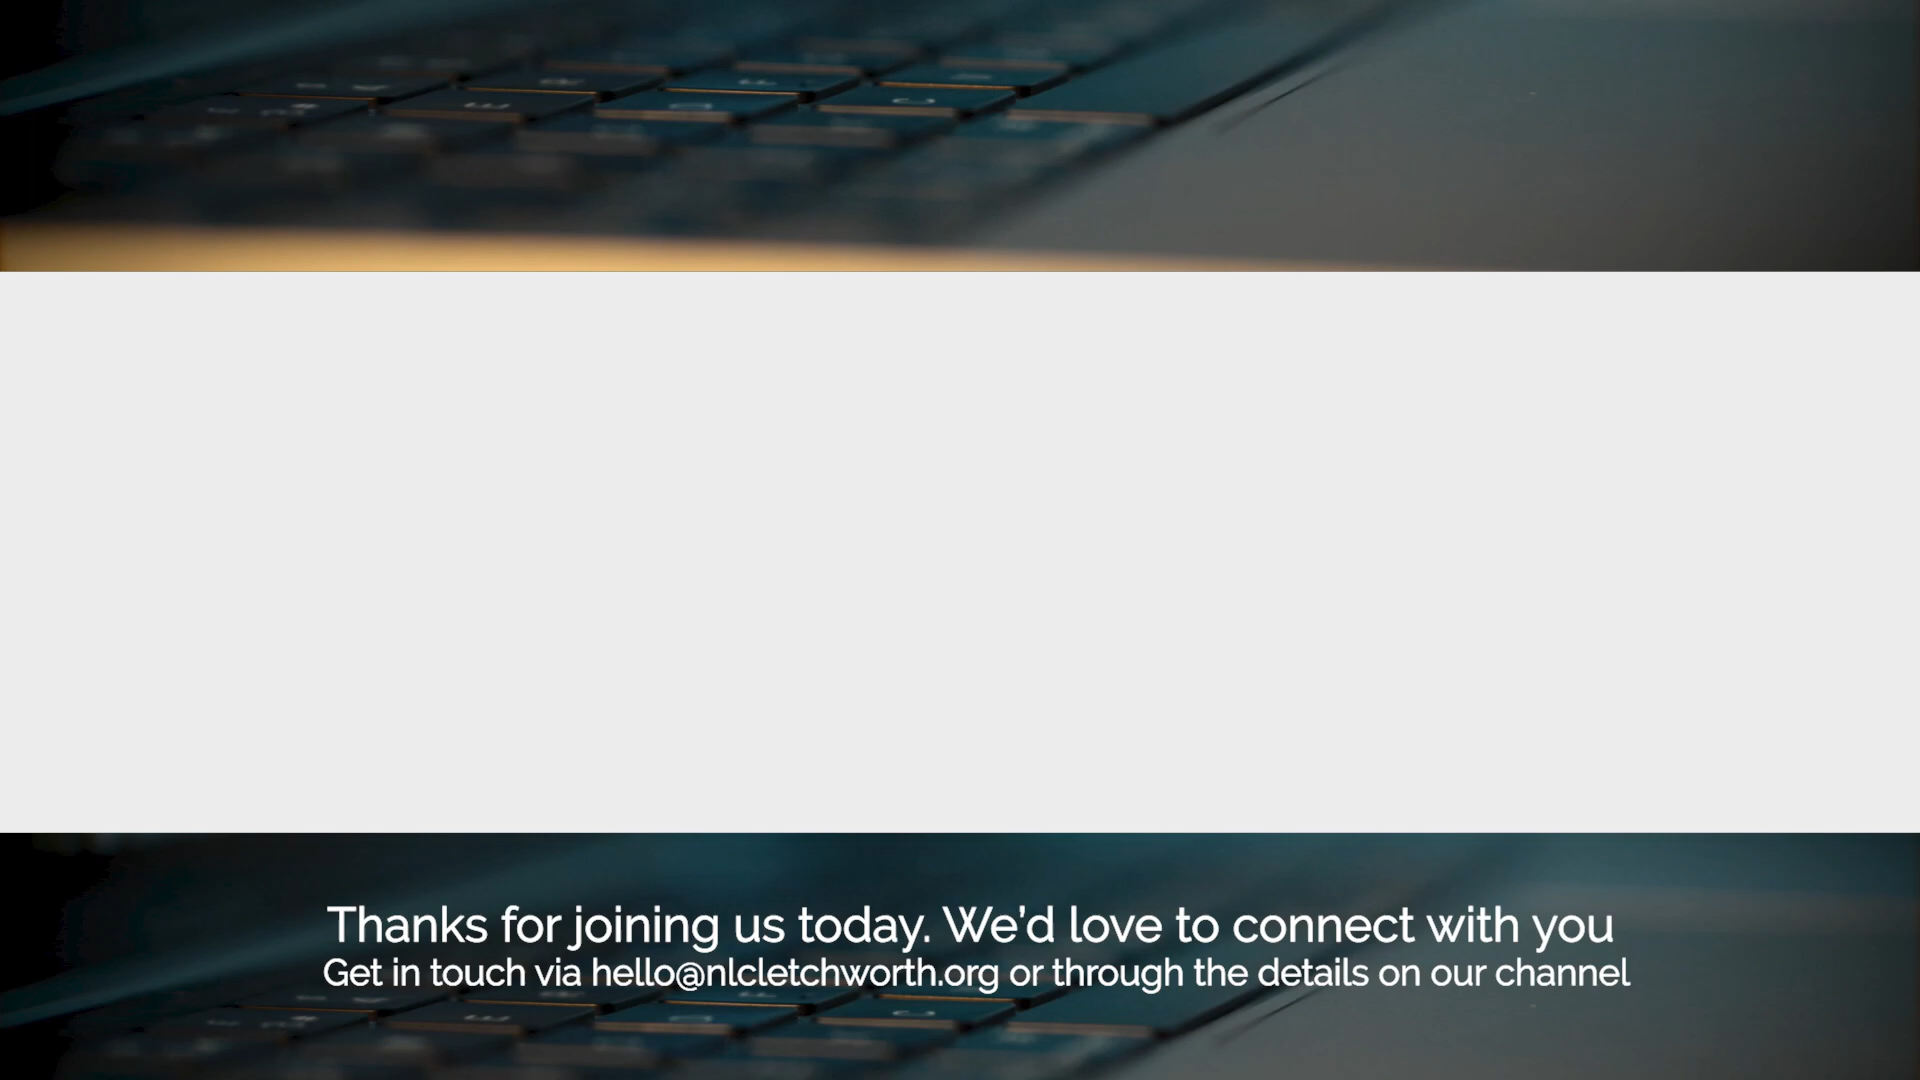 Thanks for joining us today. We'd love to connect with you
Get in touch via hello@nlcletchworth.org or through the details on our channel